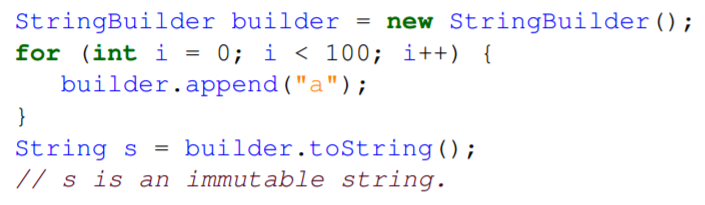 StringBuilder builder = new StringBuilder();
for (int i = 0; i < 100; i++) {
   builder.append("a");
}
String s = builder.toString();
// s is an immutable string.